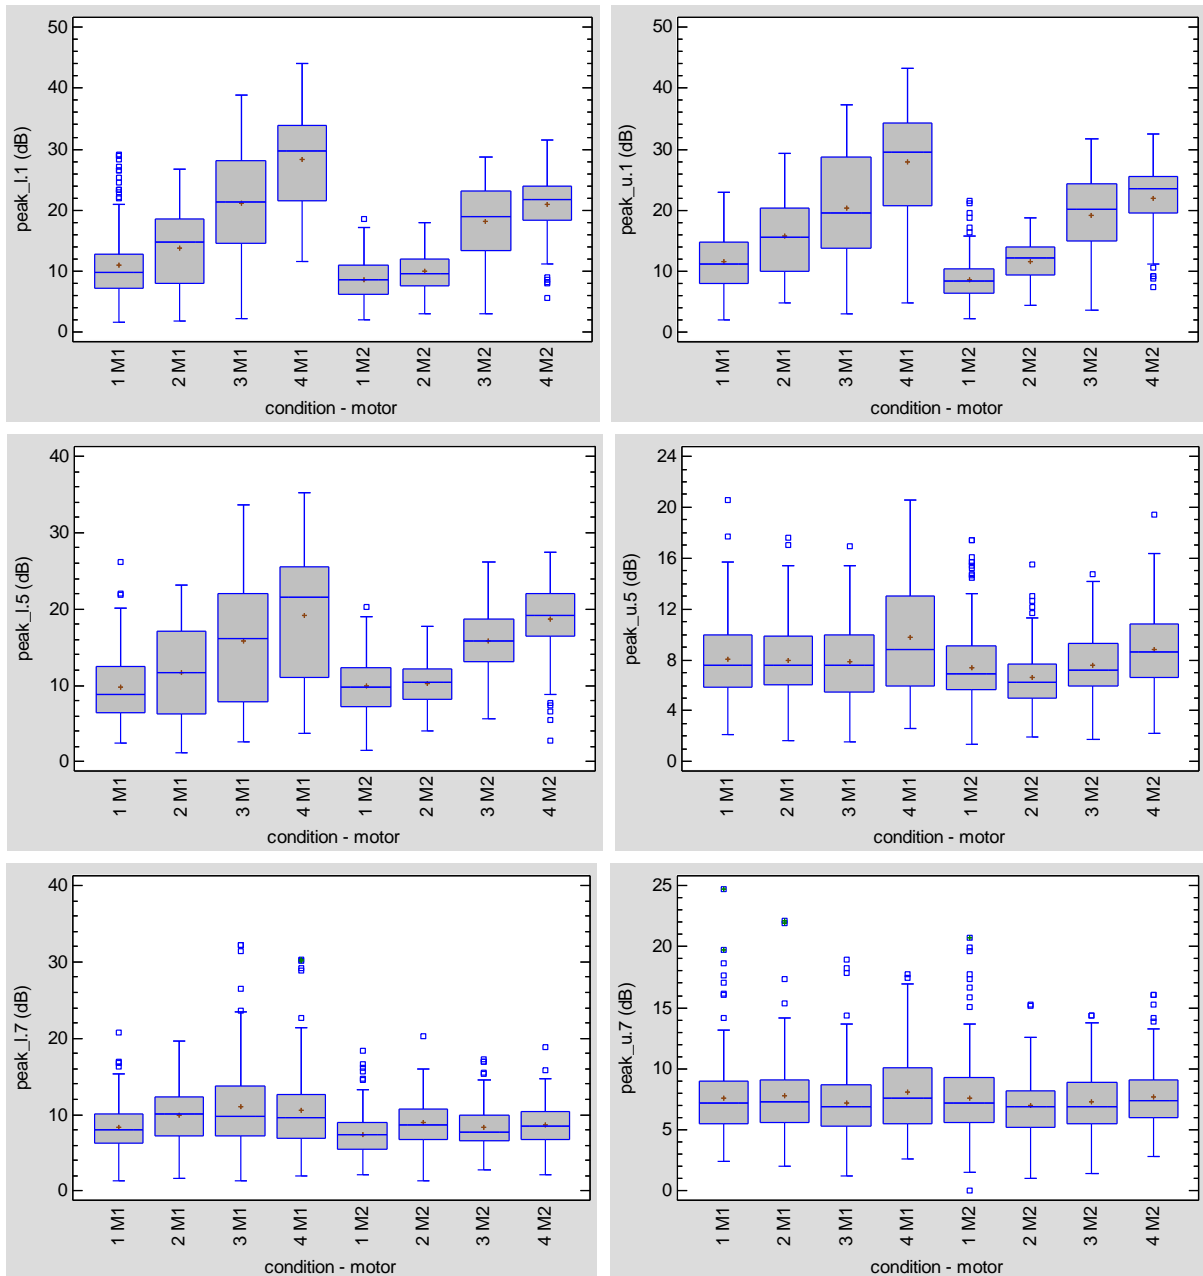 peak_l.1 (dB)
50
40
30
20
10
0
1 M1
2 M1
3 M1
4 M1
1 M2
2 M2
3 M2
4 M2
condition - motor
peak_u.1 (dB)
50
40
30
20
10
0
1 M1
2 M1
3 M1
4 M1
1 M2
2 M2
3 M2
4 M2
condition - motor
peak_l.5 (dB)
40
30
20
10
0
1 M1
2 M1
3 M1
4 M1
1 M2
2 M2
3 M2
4 M2
condition - motor
peak_u.5 (dB)
24
20
16
12
8
4
0
1 M1
2 M1
3 M1
4 M1
1 M2
2 M2
3 M2
4 M2
condition - motor
peak_l.7 (dB)
40
30
20
10
0
1 M1
2 M1
3 M1
4 M1
1 M2
2 M2
3 M2
4 M2
condition - motor
peak_u.7 (dB)
25
20
15
10
5
0
1 M1
2 M1
3 M1
4 M1
1 M2
2 M2
3 M2
4 M2
condition - motor